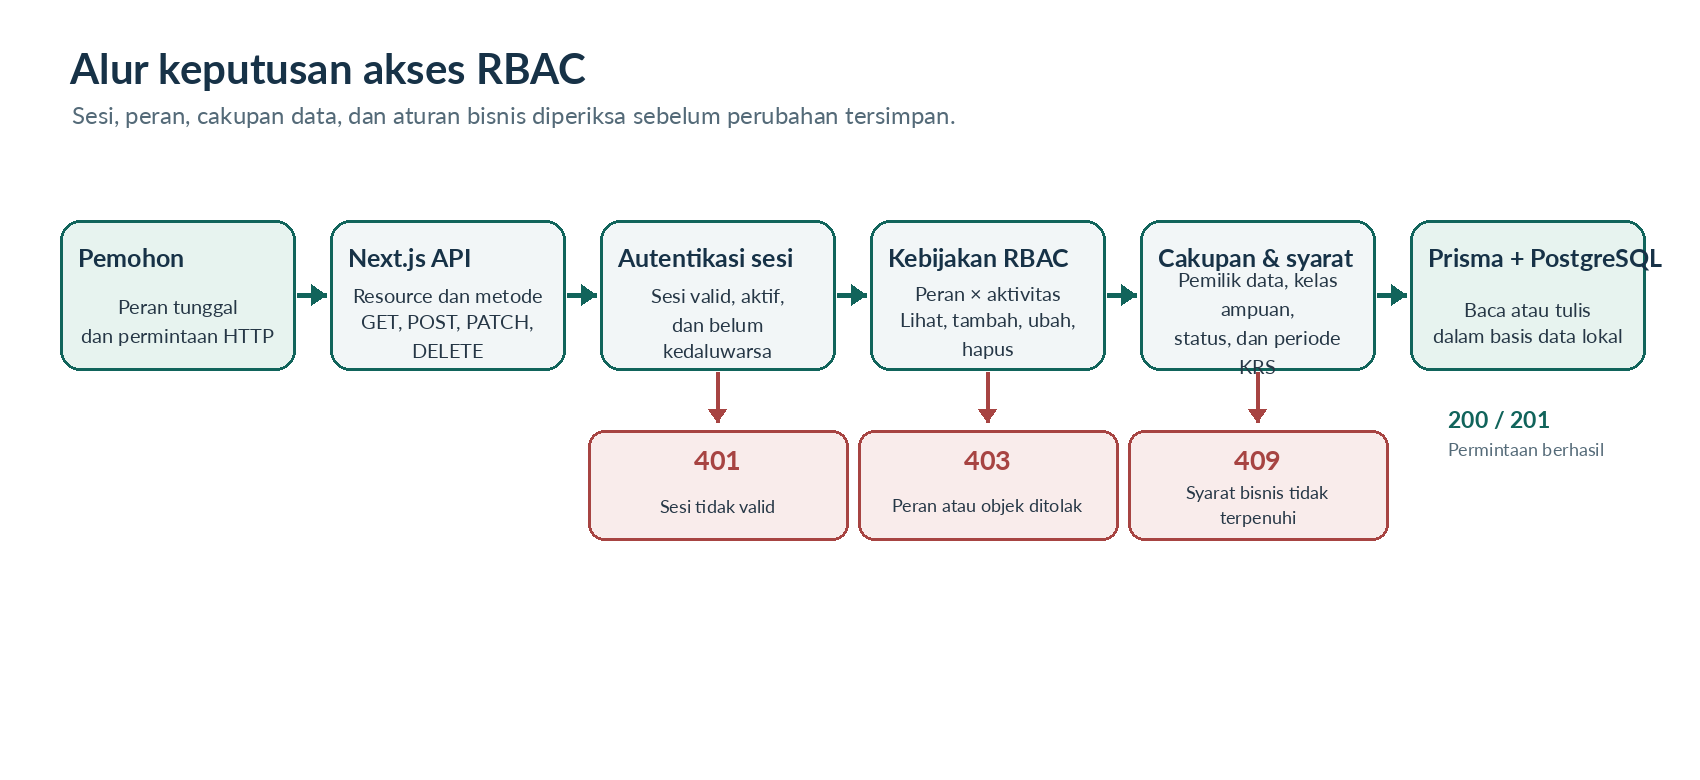 Alur keputusan akses RBAC
Sesi, peran, cakupan data, dan aturan bisnis diperiksa sebelum perubahan tersimpan.
Pemohon
Peran tunggal
dan permintaan HTTP
Next.js API
Resource dan metode
GET, POST, PATCH,
DELETE
Autentikasi sesi
Sesi valid, aktif,
dan belum
kedaluwarsa
Kebijakan RBAC
Peran × aktivitas
Lihat, tambah, ubah,
hapus
Cakupan & syarat
Pemilik data, kelas
ampuan,
status, dan periode
KRS
Prisma + PostgreSQL
Baca atau tulis
dalam basis data lokal
401
Sesi tidak valid
403
Peran atau objek ditolak
409
Syarat bisnis tidak
terpenuhi
200 / 201
Permintaan berhasil